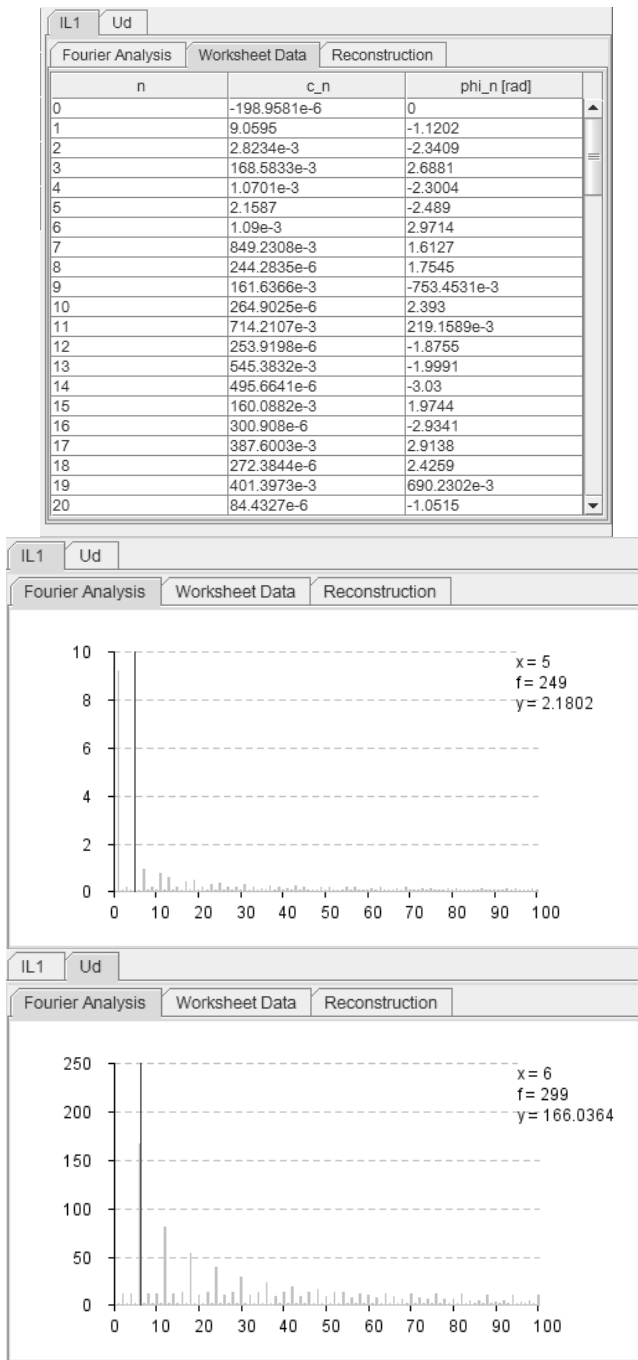 IL1 Ud
Fourier Analysis Worksheet Data Reconstruction
n c_n phi_n [rad]
0 -198.9581e-6 0
1 9.0595 -1.1202
2 2.8234e-3 -2.3409
3 168.5833e-3 2.6881
4 1.0701e-3 -2.3004
5 2.1587 -2.489
6 1.09e-3 2.9714
7 849.2308e-3 1.6127
8 244.2835e-6 1.7545
9 161.6366e-3 -753.4531e-3
10 264.9025e-6 2.393
11 714.2107e-3 219.1589e-3
12 253.9198e-6 -1.8755
13 545.3832e-3 -1.9991
14 495.6641e-6 -3.03
15 160.0882e-3 1.9744
16 300.908e-6 -2.9341
17 387.6003e-3 2.9138
18 272.3844e-6 2.4259
19 401.3973e-3 690.2302e-3
20 84.4327e-6 -1.0515
IL1 Ud
Fourier Analysis Worksheet Data Reconstruction
10
x = 5
f = 249
y = 2.1802
8
6
4
2
0
0 10 20 30 40 50 60 70 80 90 100
IL1 Ud
Fourier Analysis Worksheet Data Reconstruction
250
x = 6
f = 299
y = 166.0364
200
150
100
50
0
0 10 20 30 40 50 60 70 80 90 100